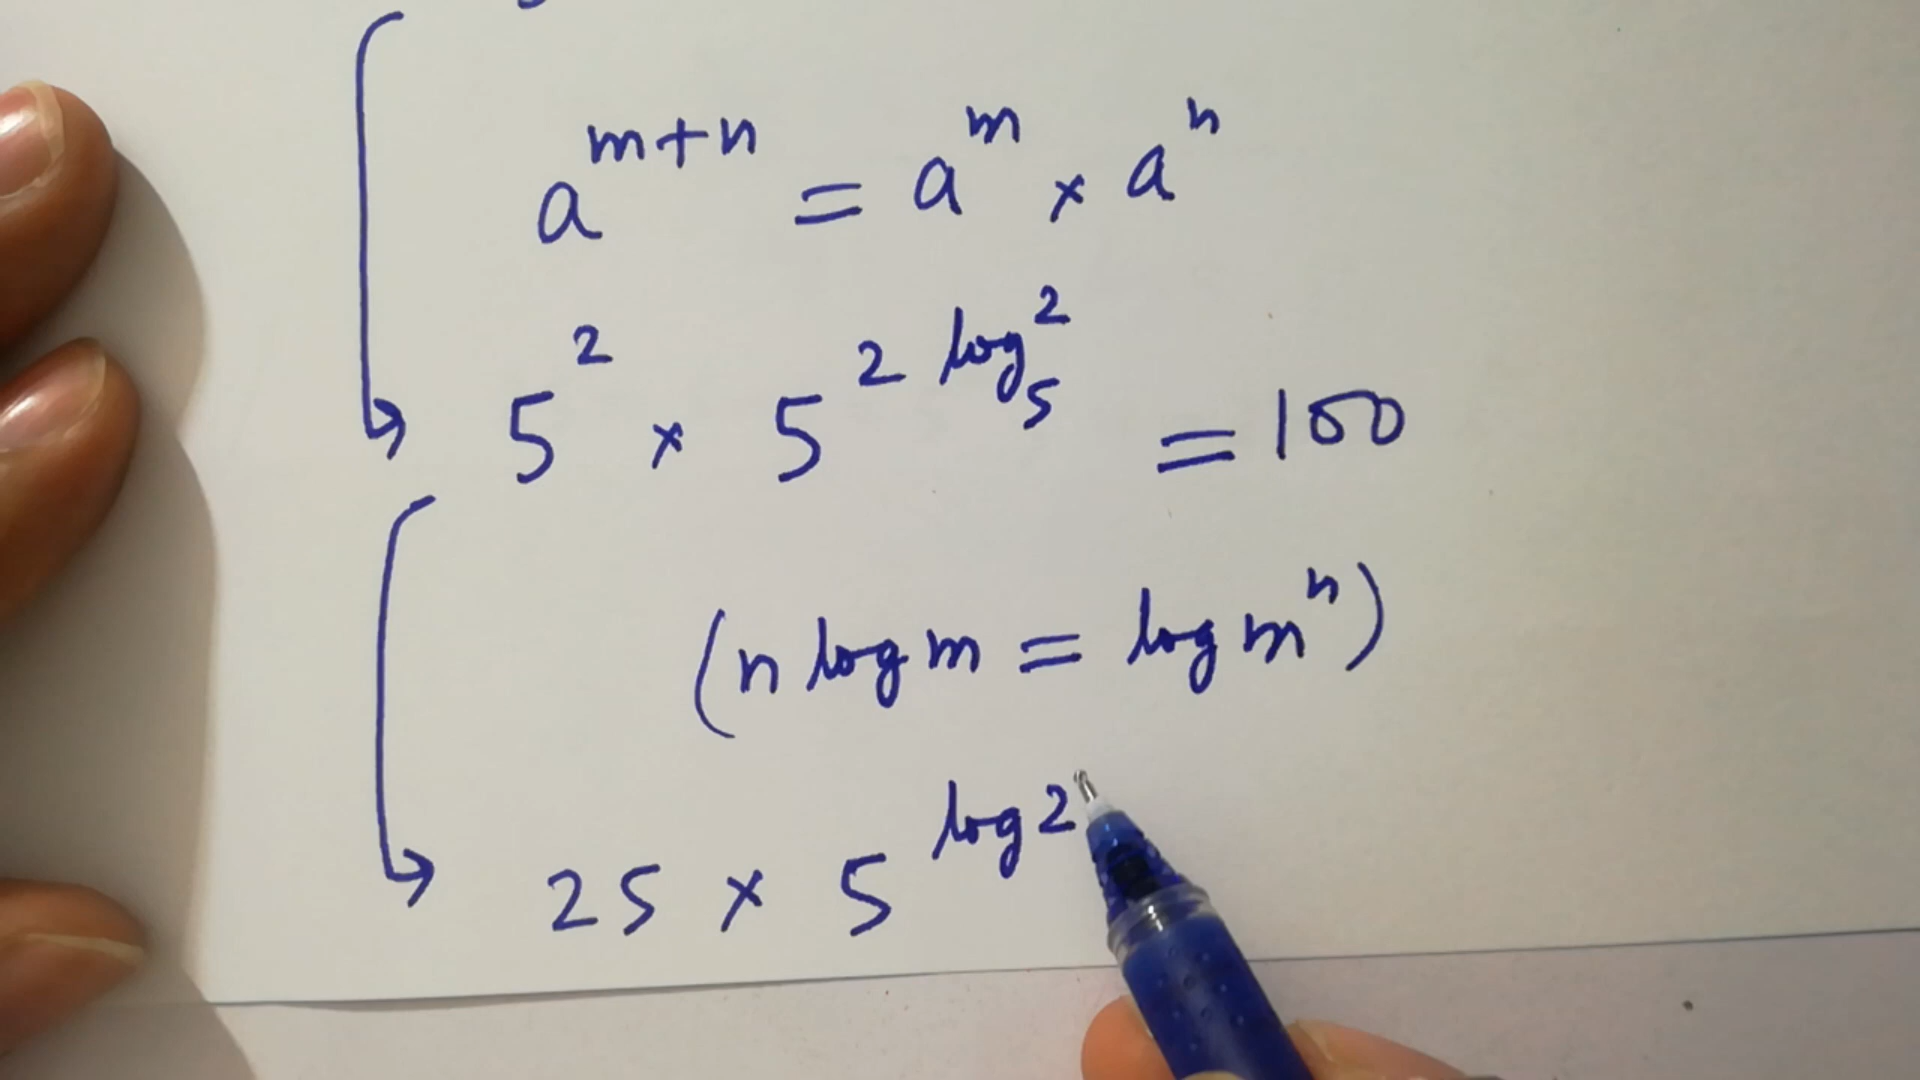 a^{m+n} = a^m × a^n
5^2 × 5^{2 log_5^2} = 100
(n log m = log m^n)
25 × 5^{log 2}